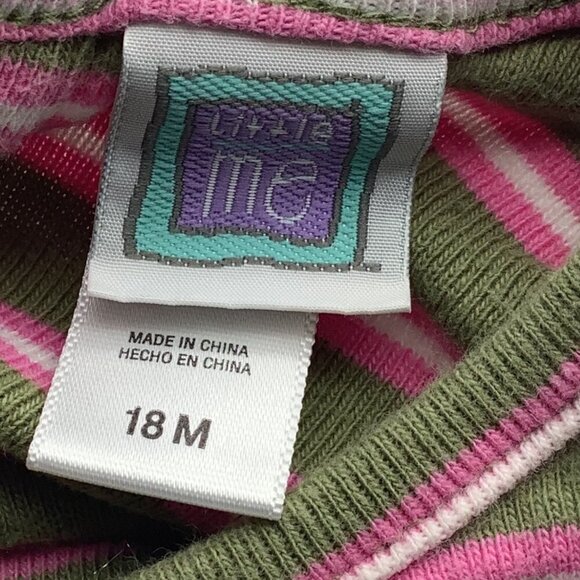 little
me
MADE IN CHINA
HECHO EN CHINA
18 M